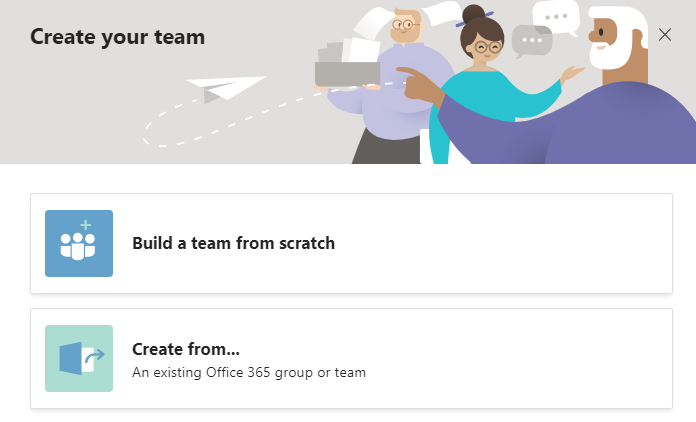 Create your team
Build a team from scratch
Create from...
An existing Office 365 group or team